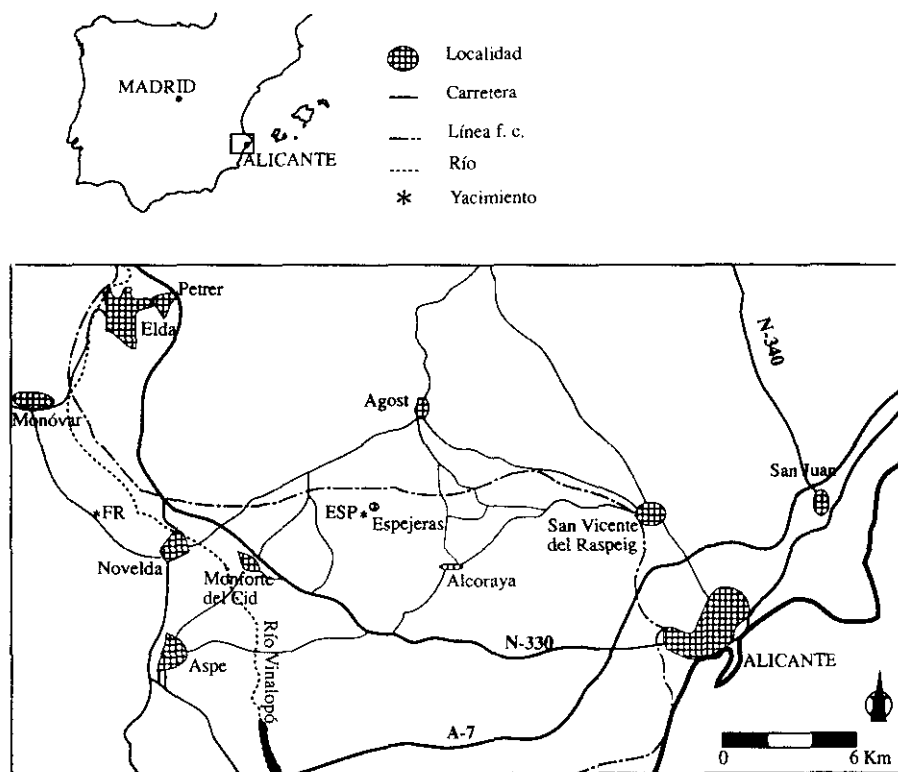 MADRID
ALICANTE
Localidad
Carretera
Línea f. c.
Río
Yacimiento
Petrer
Elda
N-340
Monóvar
Agost
San Juan
FR
ESP
Espejeras
San Vicente
del Raspeig
Novelda
Monforte
del Cid
Alcoraya
Río Vinalopó
N-330
Aspe
ALICANTE
A-7
0 6 Km